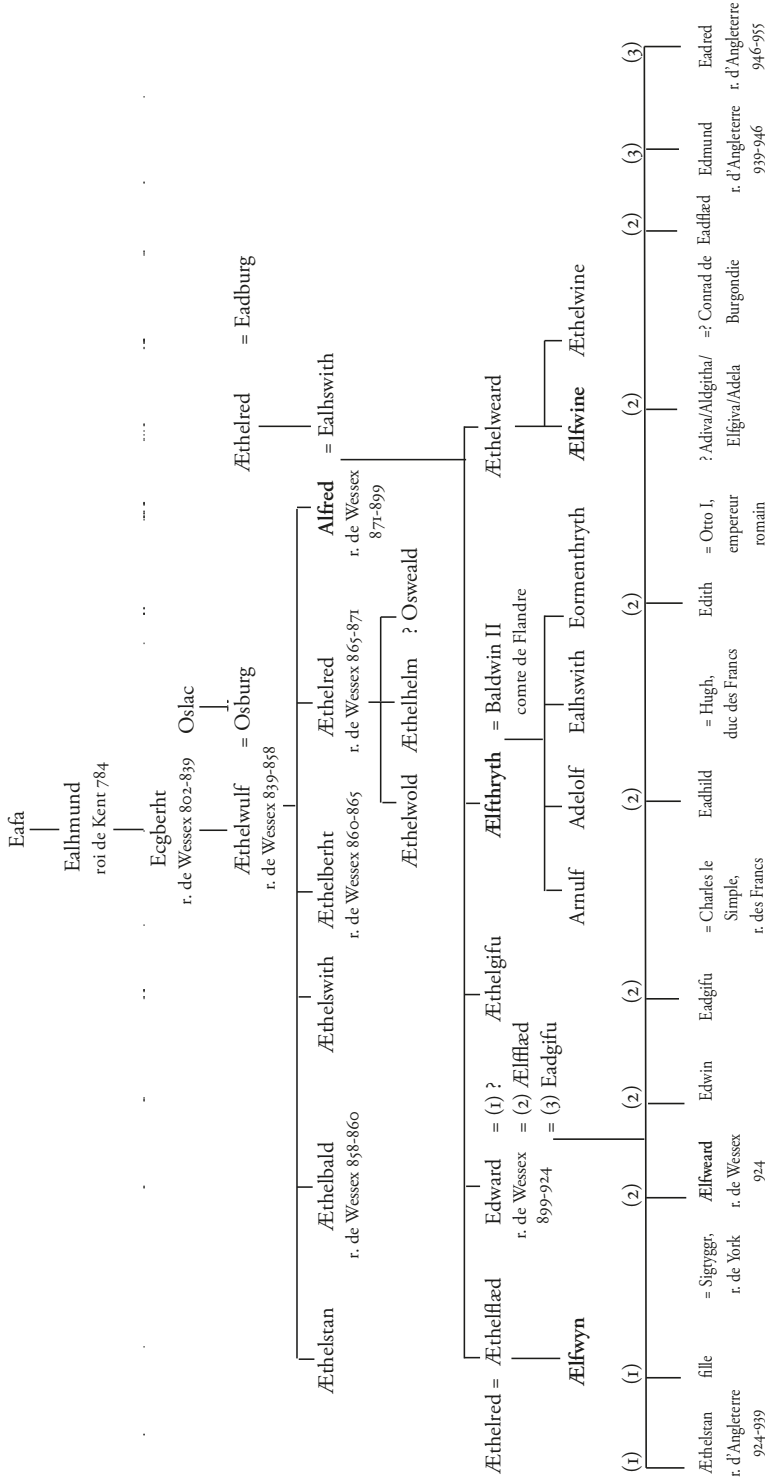 Eafa
Ealhmund
roi de Kent 784
Ecgberht
r. de Wessex 802-839
Oslac
Æthelwulf
r. de Wessex 839-858
= Osburg
Æthelred
= Eadburg
Æthelstan
Æthelbald
r. de Wessex 858-860
Æthelswith
Æthelberht
r. de Wessex 860-865
Æthelred
r. de Wessex 865-871
Alfred
r. de Wessex
871-899
= Ealhswith
Æthelwold
Æthelhelm
? Osweald
Æthelred = Æthelflæd
Edward
r. de Wessex
899-924
= (1) ?
= (2) Ælfflæd
= (3) Eadgifu
Æthelgifu
Ælfthryth
= Baldwin II
comte de Flandre
Æthelweard
Ælfwyn
Arnulf
Adelolf
Ealhswith
Eormenthryth
Ælfwine
Æthelwine
(1)
(1)
(2)
(2)
(2)
(2)
(2)
(2)
(2)
(3)
(3)
Æthelstan
r. d'Angleterre
924-939
fille
= Sigtyggr,
r. de York
Ælfweard
r. de Wessex
924
Edwin
Eadgifu
= Charles le
Simple,
r. des Francs
Eadhild
= Hugh,
duc des Francs
Edith
= Otto I,
empereur
romain
? Adiva/Aldgitha/
Elfgiva/Adela
=? Conrad de
Burgondie
Eadflæd
Edmund
r. d'Angleterre
939-946
Eadred
r. d'Angleterre
946-955